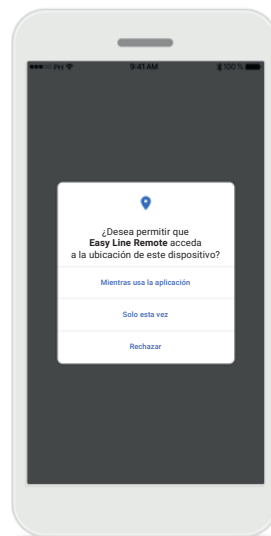 9:41 AM
100 %
¿Desea permitir que
Easy Line Remote acceda
a la ubicación de este dispositivo?
Mientras usa la aplicación
Solo esta vez
Rechazar